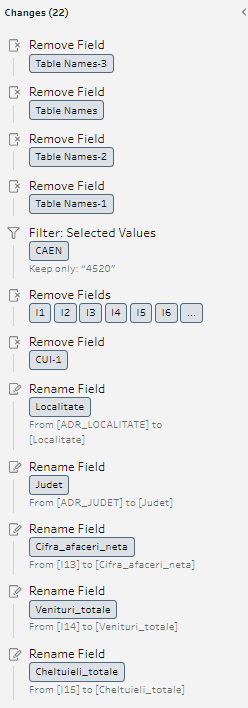 Changes (22)
Remove Field
Table Names-3
Remove Field
Table Names
Remove Field
Table Names-2
Remove Field
Table Names-1
Filter: Selected Values
CAEN
Keep only: “4520”
Remove Fields
I1 I2 I3 I4 I5 I6 ...
Remove Field
CUI-1
Rename Field
Localitate
From [ADR_LOCALITATE] to
[Localitate]
Rename Field
Judet
From [ADR_JUDET] to [Judet]
Rename Field
Cifra_afaceri_neta
From [I13] to [Cifra_afaceri_neta]
Rename Field
Venituri_totale
From [I14] to [Venituri_totale]
Rename Field
Cheltuieli_totale
From [I15] to [Cheltuieli_totale]